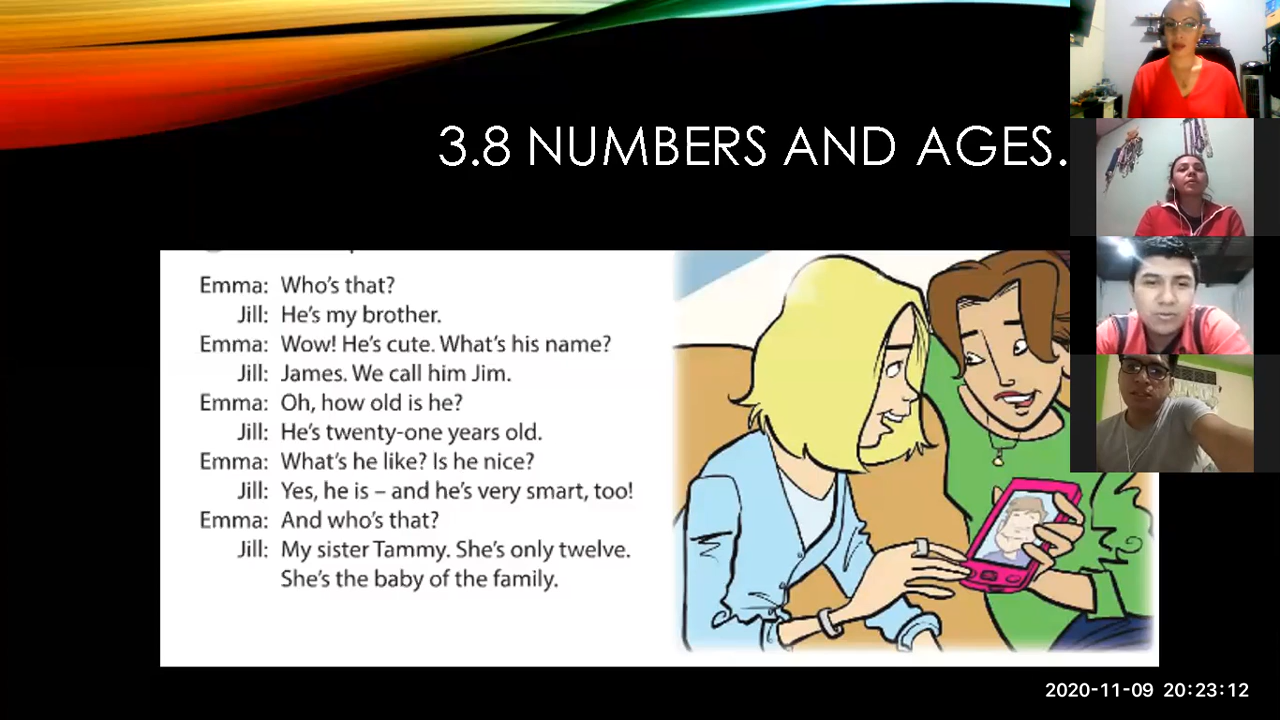 3.8 NUMBERS AND AGES.
Emma: Who's that?
Jill: He's my brother.
Emma: Wow! He's cute. What's his name?
Jill: James. We call him Jim.
Emma: Oh, how old is he?
Jill: He's twenty-one years old.
Emma: What's he like? Is he nice?
Jill: Yes, he is – and he's very smart, too!
Emma: And who's that?
Jill: My sister Tammy. She's only twelve.
She's the baby of the family.
2020-11-09 20:23:12